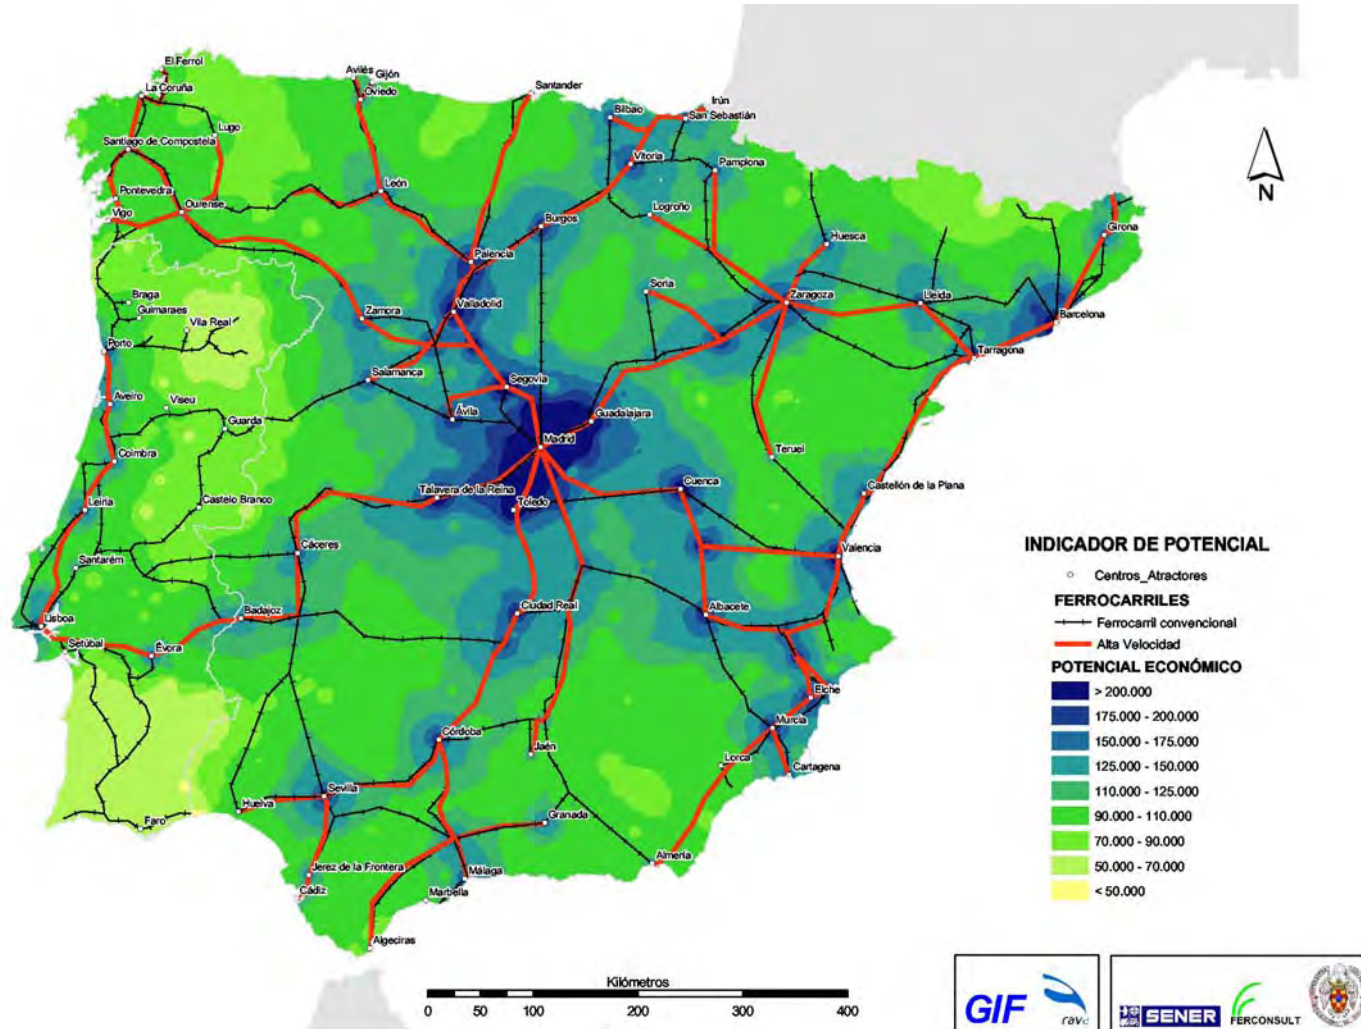 El Ferrol
La Coruña
Avilés
Gijón
Oviedo
Santander
Bilbao
Irún
San Sebastián
Lugo
Santiago de Compostela
Vitoria
Pamplona
Pontevedra
Ourense
León
Vigo
Logroño
Burgos
Huesca
Girona
Palencia
Braga
Guimaraes
Vila Real
Zamora
Valladolid
Soria
Zaragoza
Lleida
Barcelona
Porto
Tarragona
Salamanca
Segovia
Aveiro
Viseu
Guarda
Ávila
Guadalajara
Madrid
Coimbra
Teruel
Leiria
Castelo Branco
Talavera de la Reina
Toledo
Cuenca
Castellón de la Plana
Santarém
Cáceres
Valencia
Lisboa
Setúbal
Badajoz
Ciudad Real
Albacete
Évora
Elche
Córdoba
Jaén
Murcia
Lorca
Cartagena
Huelva
Sevilla
Faro
Granada
Jerez de la Frontera
Málaga
Almería
Cádiz
Marbella
Algeciras
N
INDICADOR DE POTENCIAL
Centros_Atractores
FERROCARRILES
Ferrocarril convencional
Alta Velocidad
POTENCIAL ECONÓMICO
> 200.000
175.000 - 200.000
150.000 - 175.000
125.000 - 150.000
110.000 - 125.000
90.000 - 110.000
70.000 - 90.000
50.000 - 70.000
< 50.000
Kilómetros
0 50 100 200 300 400
GIF
rave
SENER
FERCONSULT